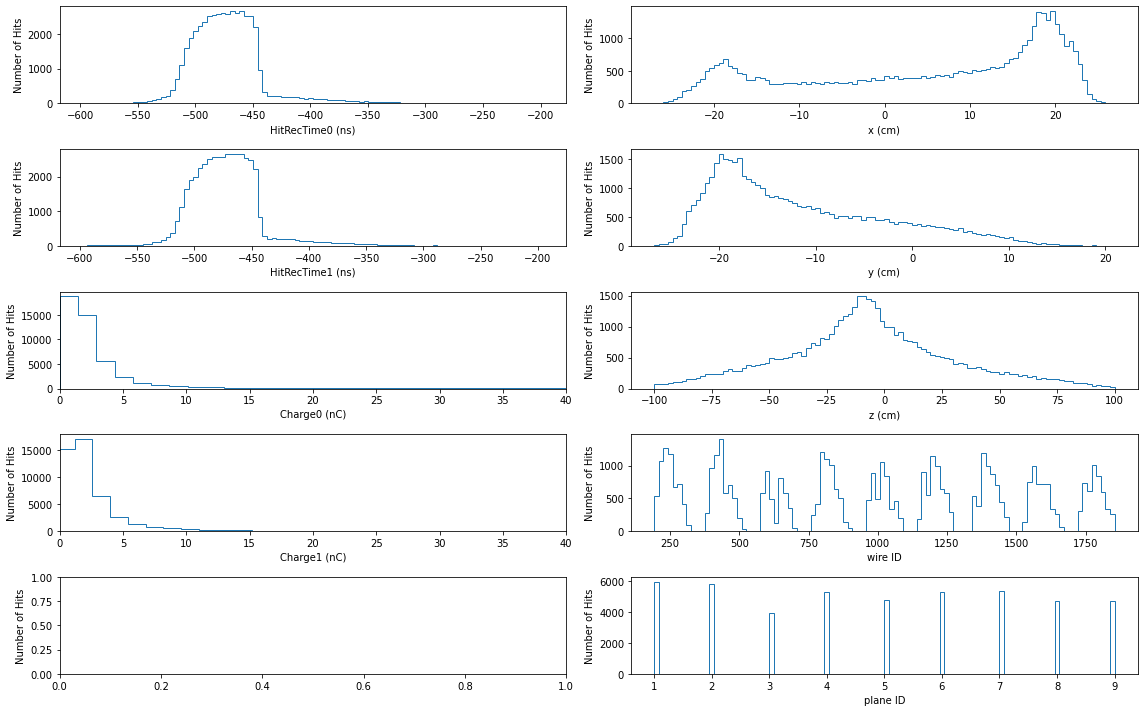 Number of Hits
2000
1000
0
−600 −550 −500 −450 −400 −350 −300 −250 −200
HitRecTime0 (ns)
Number of Hits
1000
500
0
−20 −10 0 10 20
x (cm)
Number of Hits
2000
1000
0
−600 −550 −500 −450 −400 −350 −300 −250 −200
HitRecTime1 (ns)
Number of Hits
1500
1000
500
0
−20 −10 0 10 20
y (cm)
Number of Hits
15000
10000
5000
0
0 5 10 15 20 25 30 35 40
Charge0 (nC)
Number of Hits
1500
1000
500
0
−100 −75 −50 −25 0 25 50 75 100
z (cm)
Number of Hits
15000
10000
5000
0
0 5 10 15 20 25 30 35 40
Charge1 (nC)
Number of Hits
1000
500
0
250 500 750 1000 1250 1500 1750
wire ID
Number of Hits
1.00
0.75
0.50
0.25
0.00
0.0 0.2 0.4 0.6 0.8 1.0
Number of Hits
6000
4000
2000
0
1 2 3 4 5 6 7 8 9
plane ID